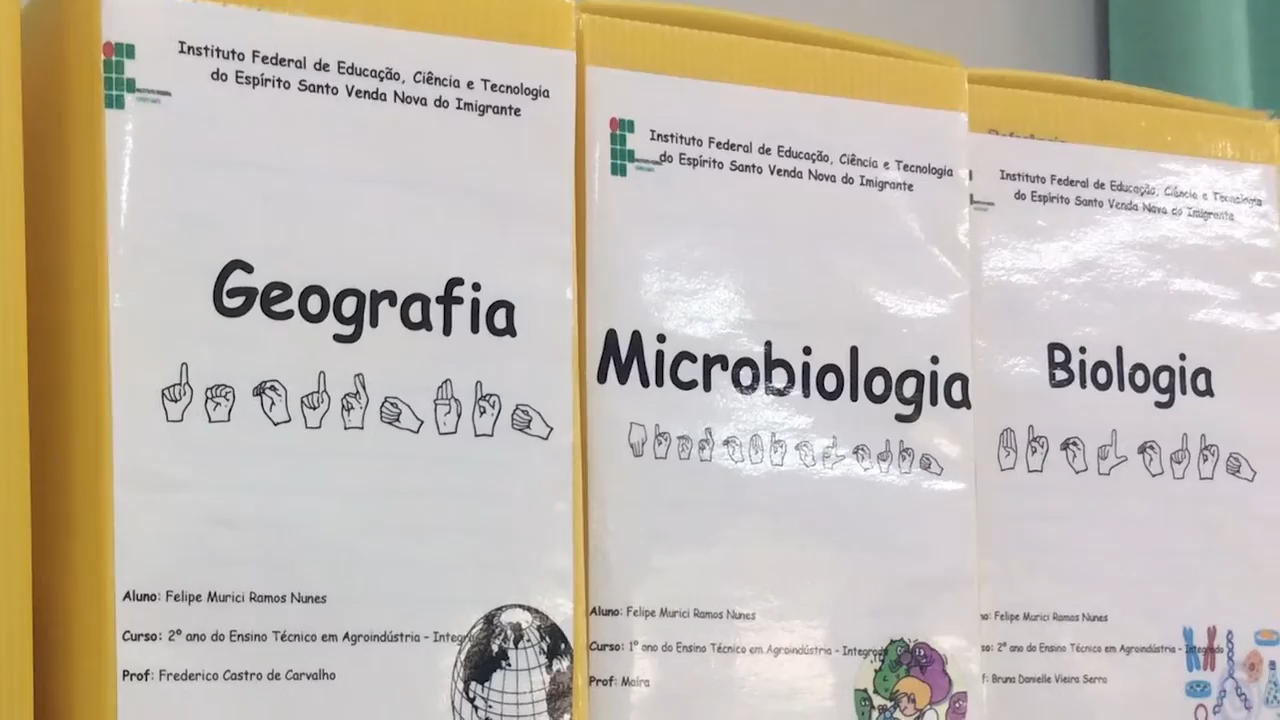 Instituto Federal de Educação, Ciência e Tecnologia
do Espírito Santo Venda Nova do Imigrante
Geografia
Aluno: Felipe Murici Ramos Nunes
Curso: 2º ano do Ensino Técnico em Agroindústria -
Prof: Frederico Castro de Carvalho
Instituto Federal de Educação, Ciência e Tecnologia
do Espírito Santo Venda Nova do Imigrante
Microbiologia
Aluno: Felipe Murici Ramos Nunes
Curso: 1º ano do Ensino Técnico em Agroindústria - Integrado
Prof: Maíra
Instituto Federal de Educação, Ciência e Tecnologia
do Espírito Santo Venda Nova do Imigrante
Biologia
Felipe Murici Ramos Nunes
2º ano do Ensino Técnico em Agroindústria - Integrado
Bruna Danielle Vieira Serra